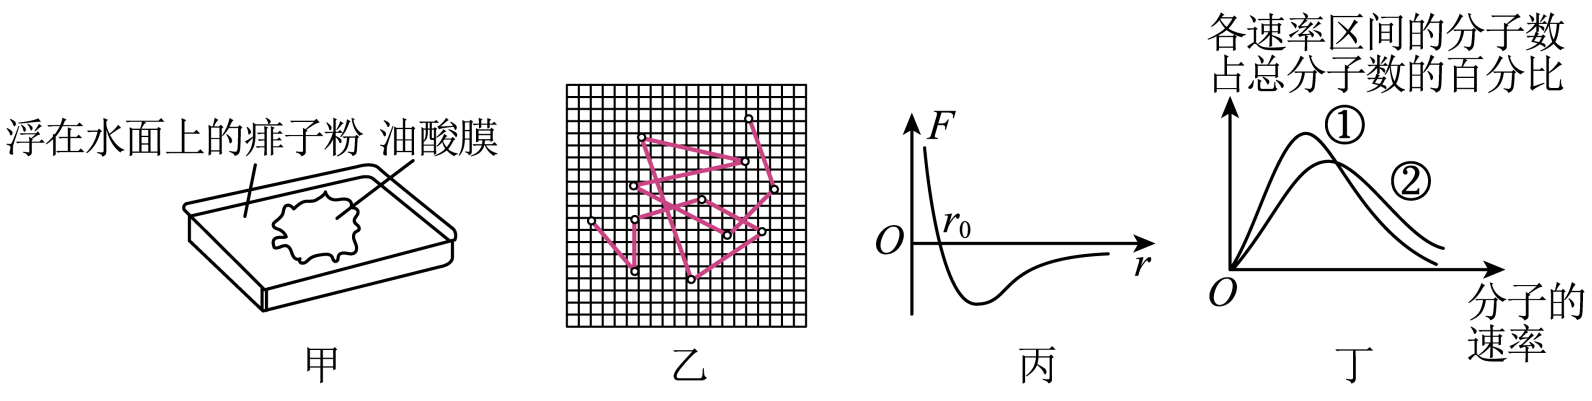 浮在水面上的痱子粉 油酸膜
甲
乙
F
O
r₀
r
丙
各速率区间的分子数
占总分子数的百分比
①
②
O
分子的
速率
丁